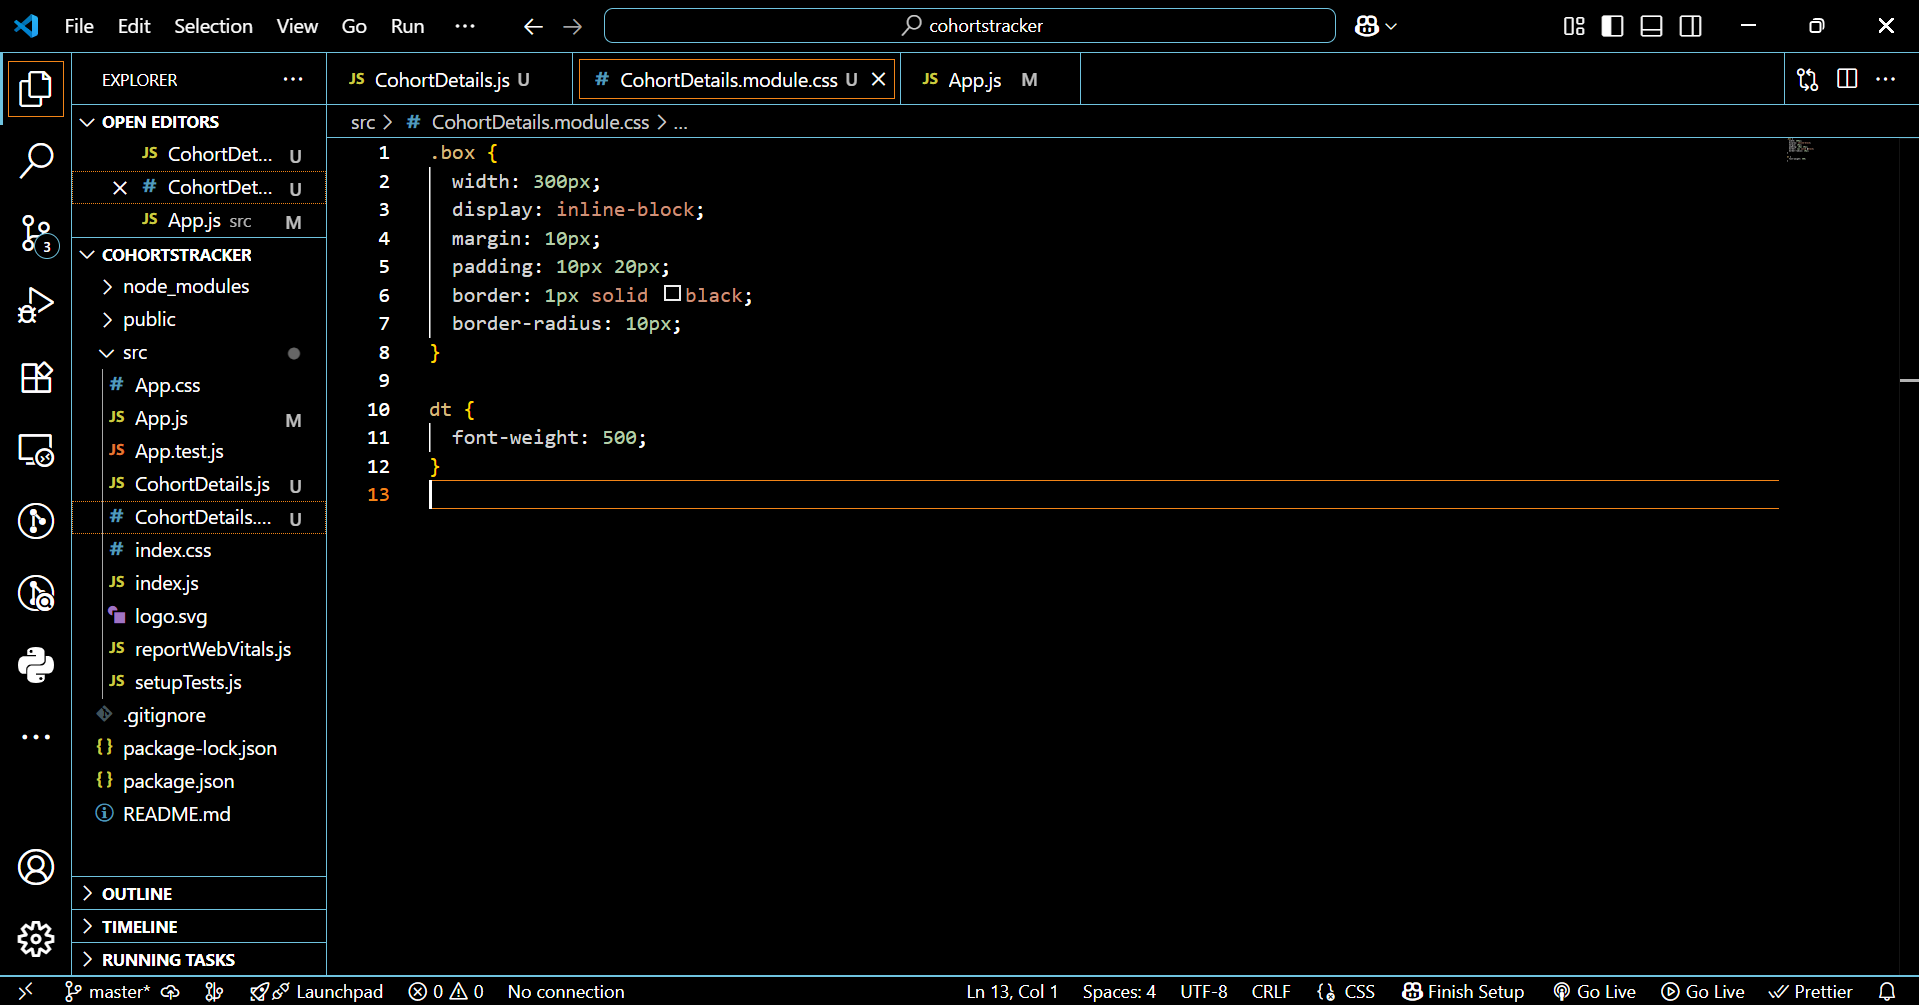 File Edit Selection View Go Run ··· cohortstracker
EXPLORER ···
OPEN EDITORS
JS CohortDet... U
# CohortDet... U
JS App.js src M
3
COHORTSTRACKER
node_modules
public
src
# App.css
JS App.js M
JS App.test.js
JS CohortDetails.js U
# CohortDetails.... U
# index.css
JS index.js
logo.svg
JS reportWebVitals.js
JS setupTests.js
.gitignore
{} package-lock.json
{} package.json
README.md
OUTLINE
TIMELINE
RUNNING TASKS
JS CohortDetails.js U # CohortDetails.module.css U JS App.js M
src > # CohortDetails.module.css > ...
1 .box {
2 width: 300px;
3 display: inline-block;
4 margin: 10px;
5 padding: 10px 20px;
6 border: 1px solid black;
7 border-radius: 10px;
8 }
9
10 dt {
11 font-weight: 500;
12 }
13
master* Launchpad 0 0 No connection Ln 13, Col 1 Spaces: 4 UTF-8 CRLF CSS Finish Setup Go Live Go Live Prettier